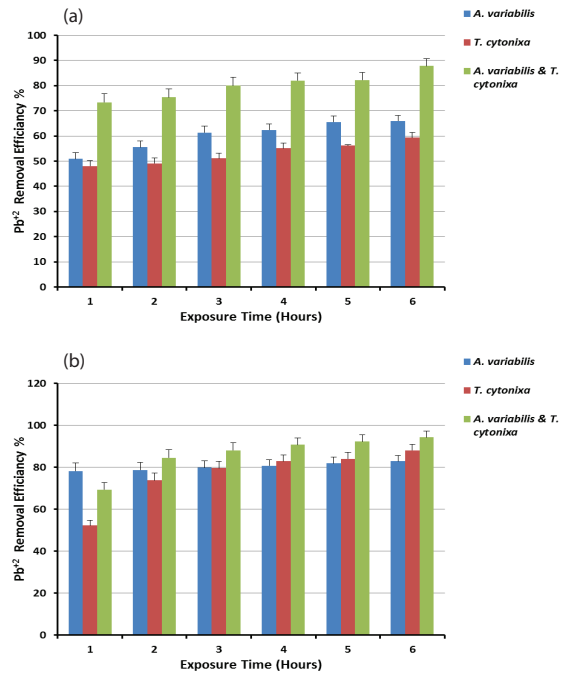 (a)
A. variabilis
T. cytonixa
A. variabilis & T.
cytonixa
Pb+2 Removal Efficiancy %
100
90
80
70
60
50
40
30
20
10
0
1 2 3 4 5 6
Exposure Time (Hours)
(b)
A. variabilis
T. cytonixa
A. variabilis & T.
cytonixa
Pb+2 Removal Efficiancy %
120
100
80
60
40
20
0
1 2 3 4 5 6
Exposure Time (Hours)